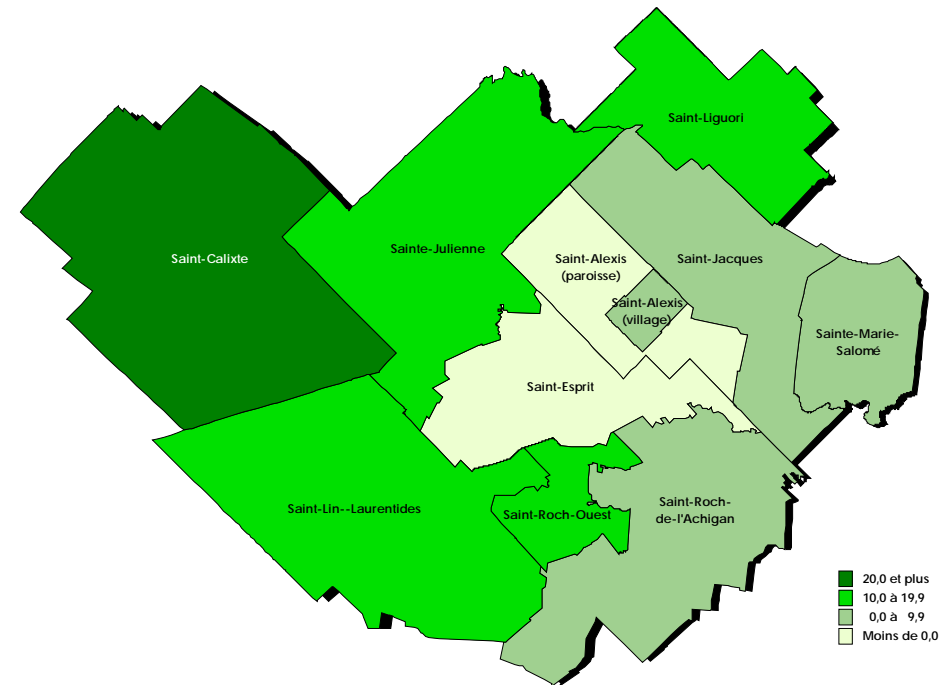 Saint-Liguori
Sainte-Julienne
Saint-Calixte
Saint-Alexis
(paroisse)
Saint-Jacques
Saint-Alexis
(village)
Sainte-Marie-
Salomé
Saint-Esprit
Saint-Lin--Laurentides
Saint-Roch-Ouest
Saint-Roch-
de-l'Achigan
20,0 et plus
10,0 à 19,9
0,0 à 9,9
Moins de 0,0